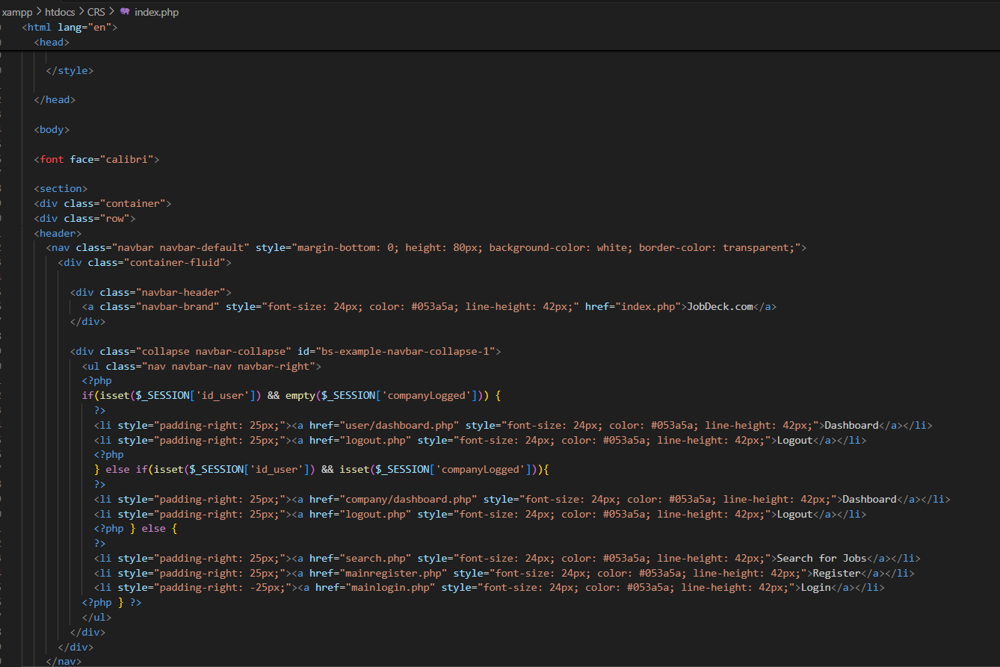 xampp > htdocs > CRS > index.php
<html lang="en">
<head>
</style>
</head>
<body>
<font face="calibri">
<section>
<div class="container">
<div class="row">
<header>
<nav class="navbar navbar-default" style="margin-bottom: 0; height: 80px; background-color: white; border-color: transparent;">
<div class="container-fluid">
<div class="navbar-header">
<a class="navbar-brand" style="font-size: 24px; color: #053a5a; line-height: 42px;" href="index.php">JobDeck.com</a>
</div>
<div class="collapse navbar-collapse" id="bs-example-navbar-collapse-1">
<ul class="nav navbar-nav navbar-right">
<?php
if(isset($_SESSION['id_user']) && empty($_SESSION['companyLogged'])) {
?>
<li style="padding-right: 25px;"><a href="user/dashboard.php" style="font-size: 24px; color: #053a5a; line-height: 42px;">Dashboard</a></li>
<li style="padding-right: 25px;"><a href="logout.php" style="font-size: 24px; color: #053a5a; line-height: 42px;">Logout</a></li>
<?php
} else if(isset($_SESSION['id_user']) && isset($_SESSION['companyLogged'])){
?>
<li style="padding-right: 25px;"><a href="company/dashboard.php" style="font-size: 24px; color: #053a5a; line-height: 42px;">Dashboard</a></li>
<li style="padding-right: 25px;"><a href="logout.php" style="font-size: 24px; color: #053a5a; line-height: 42px;">Logout</a></li>
<?php } else {
?>
<li style="padding-right: 25px;"><a href="search.php" style="font-size: 24px; color: #053a5a; line-height: 42px;">Search for Jobs</a></li>
<li style="padding-right: 25px;"><a href="mainregister.php" style="font-size: 24px; color: #053a5a; line-height: 42px;">Register</a></li>
<li style="padding-right: -25px;"><a href="mainlogin.php" style="font-size: 24px; color: #053a5a; line-height: 42px;">Login</a></li>
<?php } ?>
</ul>
</div>
</div>
</nav>